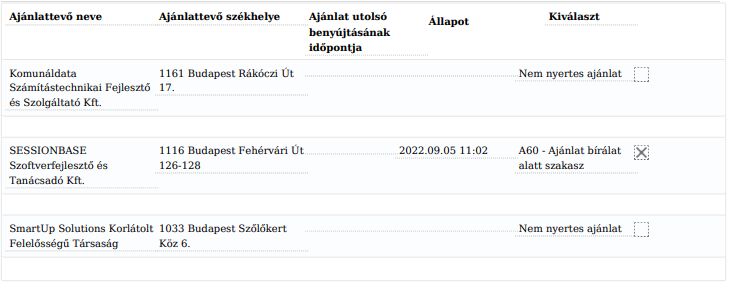 Ajánlattevő neve
Ajánlattevő székhelye
Ajánlat utolsó
benyújtásának
időpontja
Állapot
Kiválaszt
Komunáldata
Számítástechnikai Fejlesztő
és Szolgáltató Kft.
1161 Budapest Rákóczi Út
17.
Nem nyertes ajánlat
SESSIONBASE
Szoftverfejlesztő és
Tanácsadó Kft.
1116 Budapest Fehérvári Út
126-128
2022.09.05 11:02
A60 - Ajánlat bírálat
alatt szakasz
SmartUp Solutions Korlátolt
Felelősségű Társaság
1033 Budapest Szőlőkert
Köz 6.
Nem nyertes ajánlat